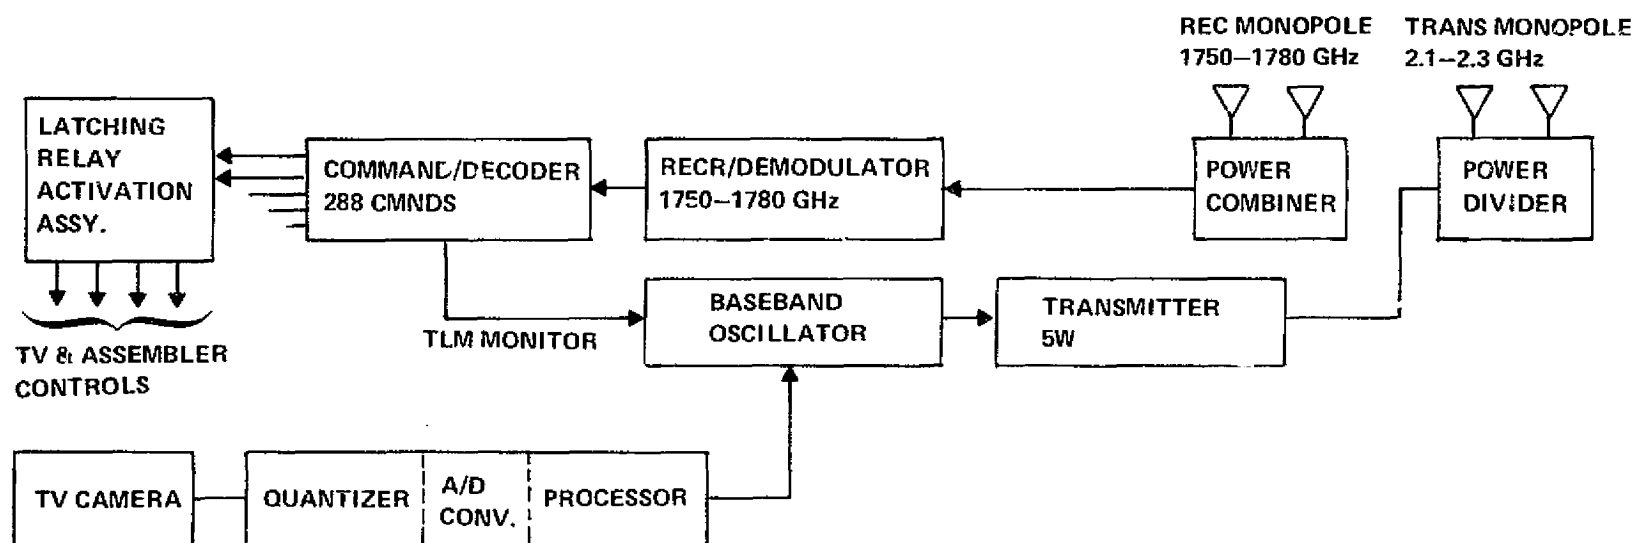 REC MONOPOLE
1750–1780 GHz
TRANS MONOPOLE
2.1–2.3 GHz
LATCHING
RELAY
ACTIVATION
ASSY.
COMMAND/DECODER
288 CMNDS
RECR/DEMODULATOR
1750–1780 GHz
POWER
COMBINER
POWER
DIVIDER
BASEBAND
OSCILLATOR
TRANSMITTER
5W
TLM MONITOR
TV & ASSEMBLER
CONTROLS
TV CAMERA
QUANTIZER
A/D
CONV.
PROCESSOR